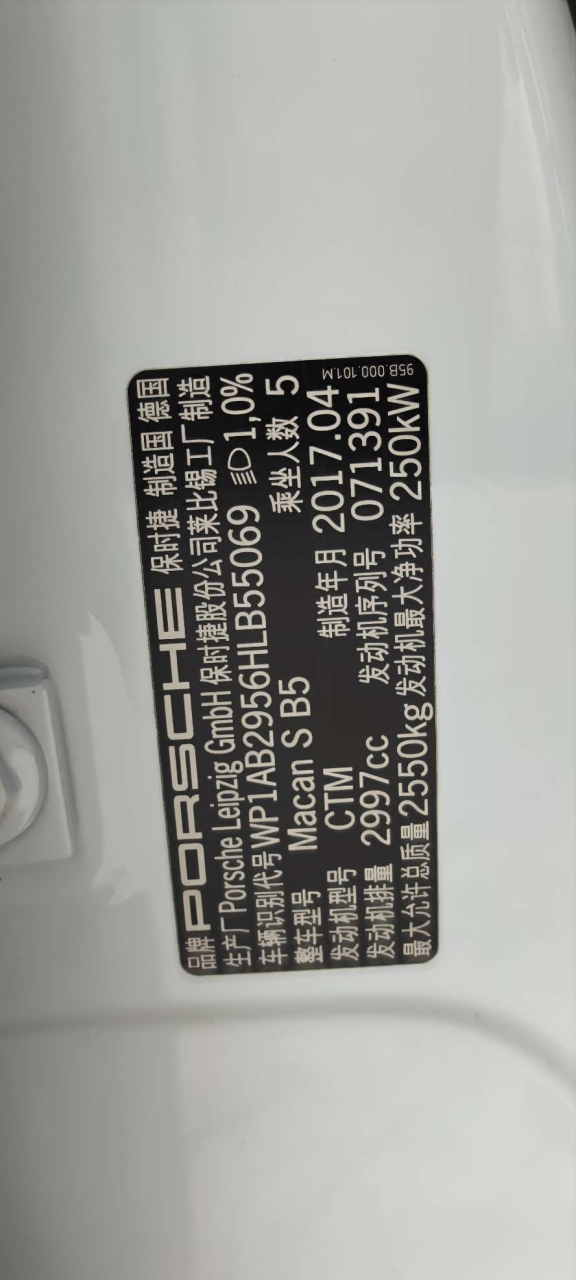 品牌 PORSCHE 保时捷 制造国 德国
生产厂 Porsche Leipzig GmbH 保时捷股份公司莱比锡工厂 制造
车辆识别代号 WP1AB2956HLB55069 1,0%
整车型号 Macan S B5 乘坐人数 5
发动机型号 CTM 制造年月 2017.04
发动机排量 2997cc 发动机序列号 071391
最大允许总质量 2550kg 发动机最大净功率 250kW
95B.000.101.M